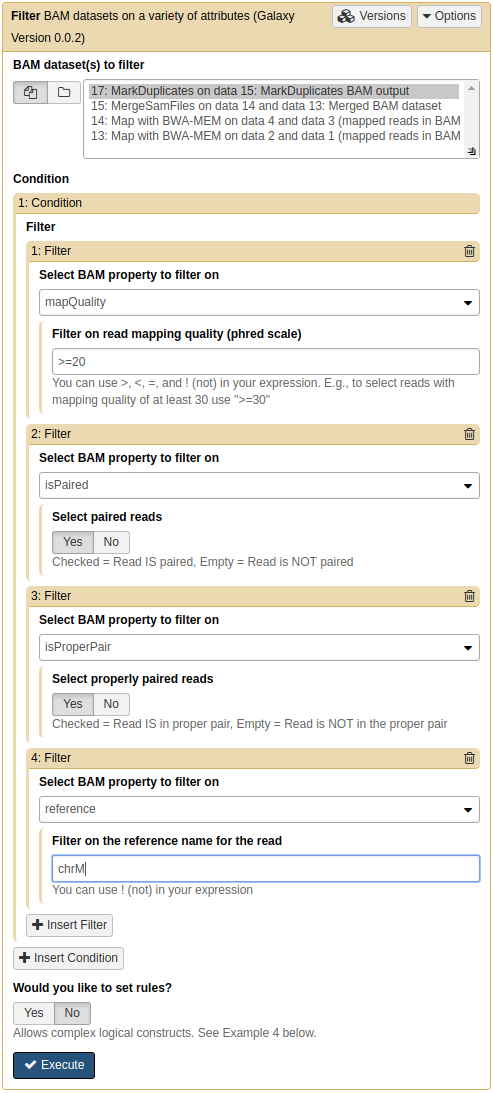 Filter BAM datasets on a variety of attributes (Galaxy
Version 0.0.2)
Versions
Options
BAM dataset(s) to filter
17: MarkDuplicates on data 15: MarkDuplicates BAM output
15: MergeSamFiles on data 14 and data 13: Merged BAM dataset
14: Map with BWA-MEM on data 4 and data 3 (mapped reads in BAM
13: Map with BWA-MEM on data 2 and data 1 (mapped reads in BAM
Condition
1: Condition
Filter
1: Filter
Select BAM property to filter on
mapQuality
Filter on read mapping quality (phred scale)
>=20
You can use >, <, =, and ! (not) in your expression. E.g., to select reads with
mapping quality of at least 30 use ">=30"
2: Filter
Select BAM property to filter on
isPaired
Select paired reads
Yes No
Checked = Read IS paired, Empty = Read is NOT paired
3: Filter
Select BAM property to filter on
isProperPair
Select properly paired reads
Yes No
Checked = Read IS in proper pair, Empty = Read is NOT in the proper pair
4: Filter
Select BAM property to filter on
reference
Filter on the reference name for the read
chrM
You can use ! (not) in your expression
Insert Filter
Insert Condition
Would you like to set rules?
Yes No
Allows complex logical constructs. See Example 4 below.
Execute